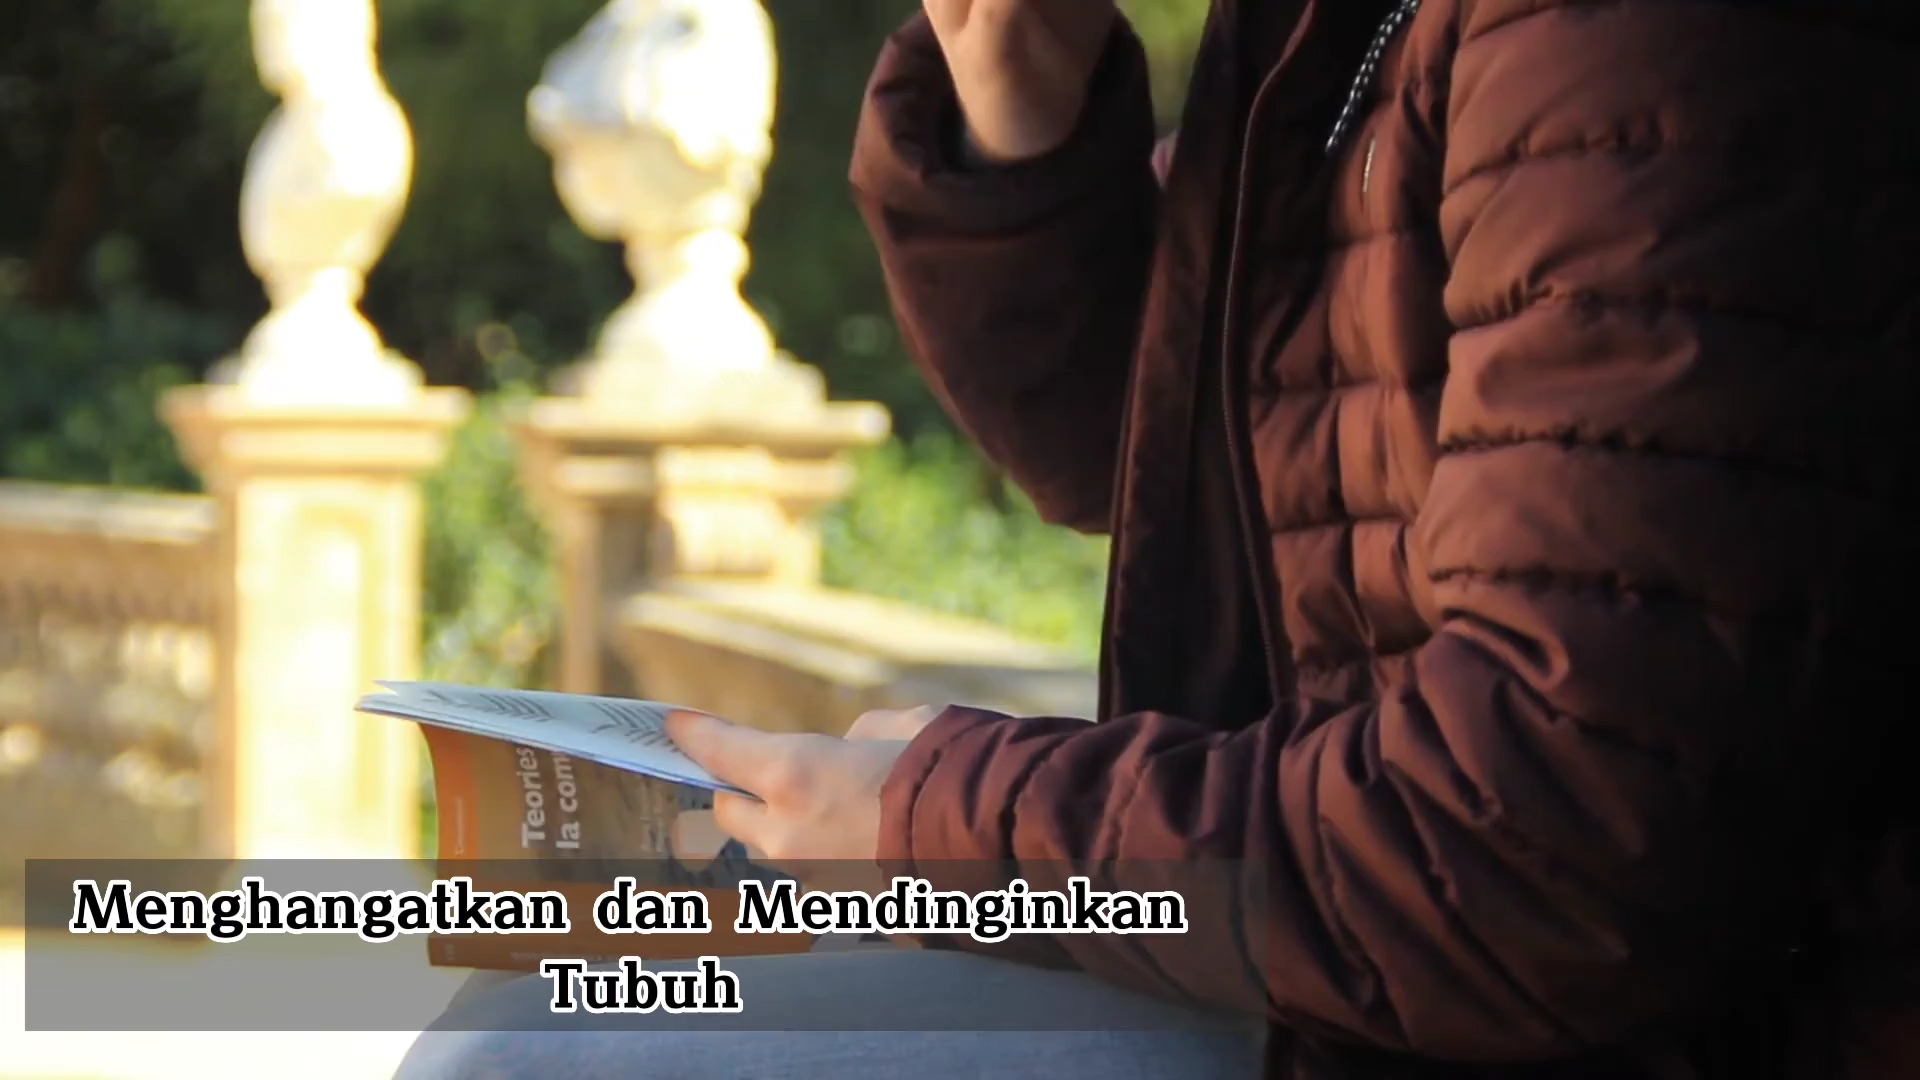 Teories
la com
Menghangatkan dan Mendinginkan
Tubuh